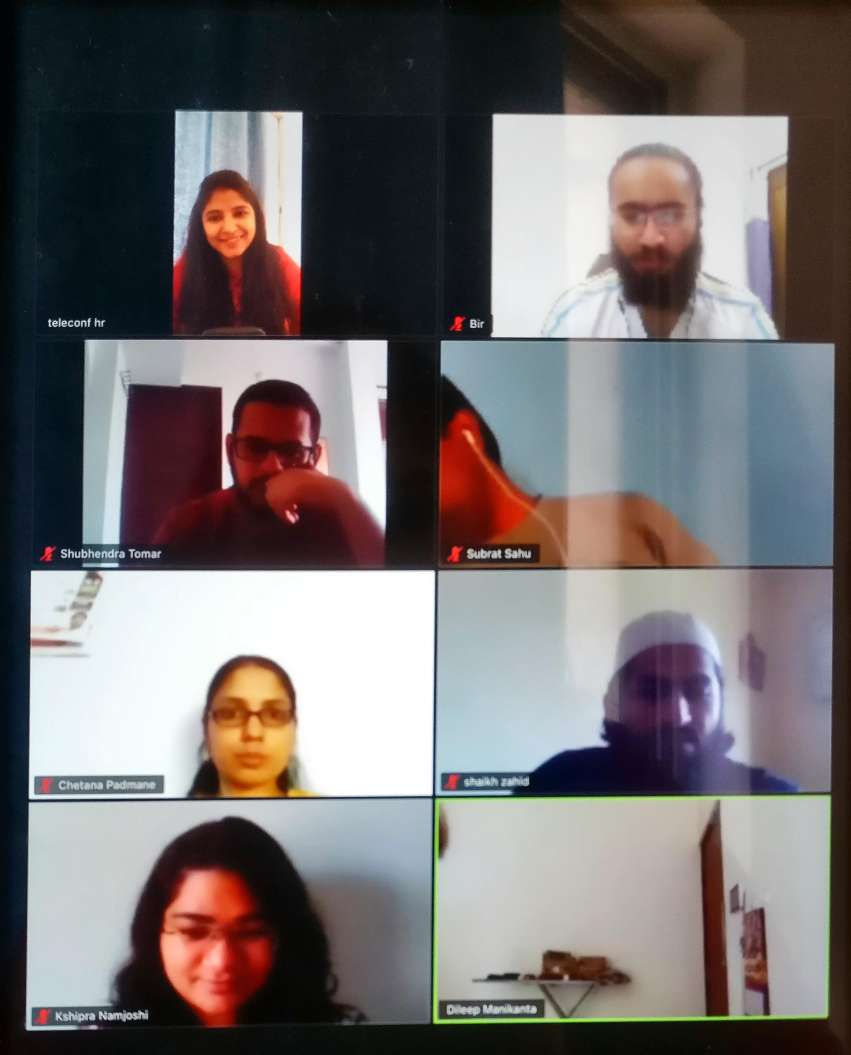 teleconf hr
Bir
Shubhendra Tomar
Subrat Sahu
Chetana Padmane
shaikh zahid
Kshipra Namjoshi
Dileep Manikanta